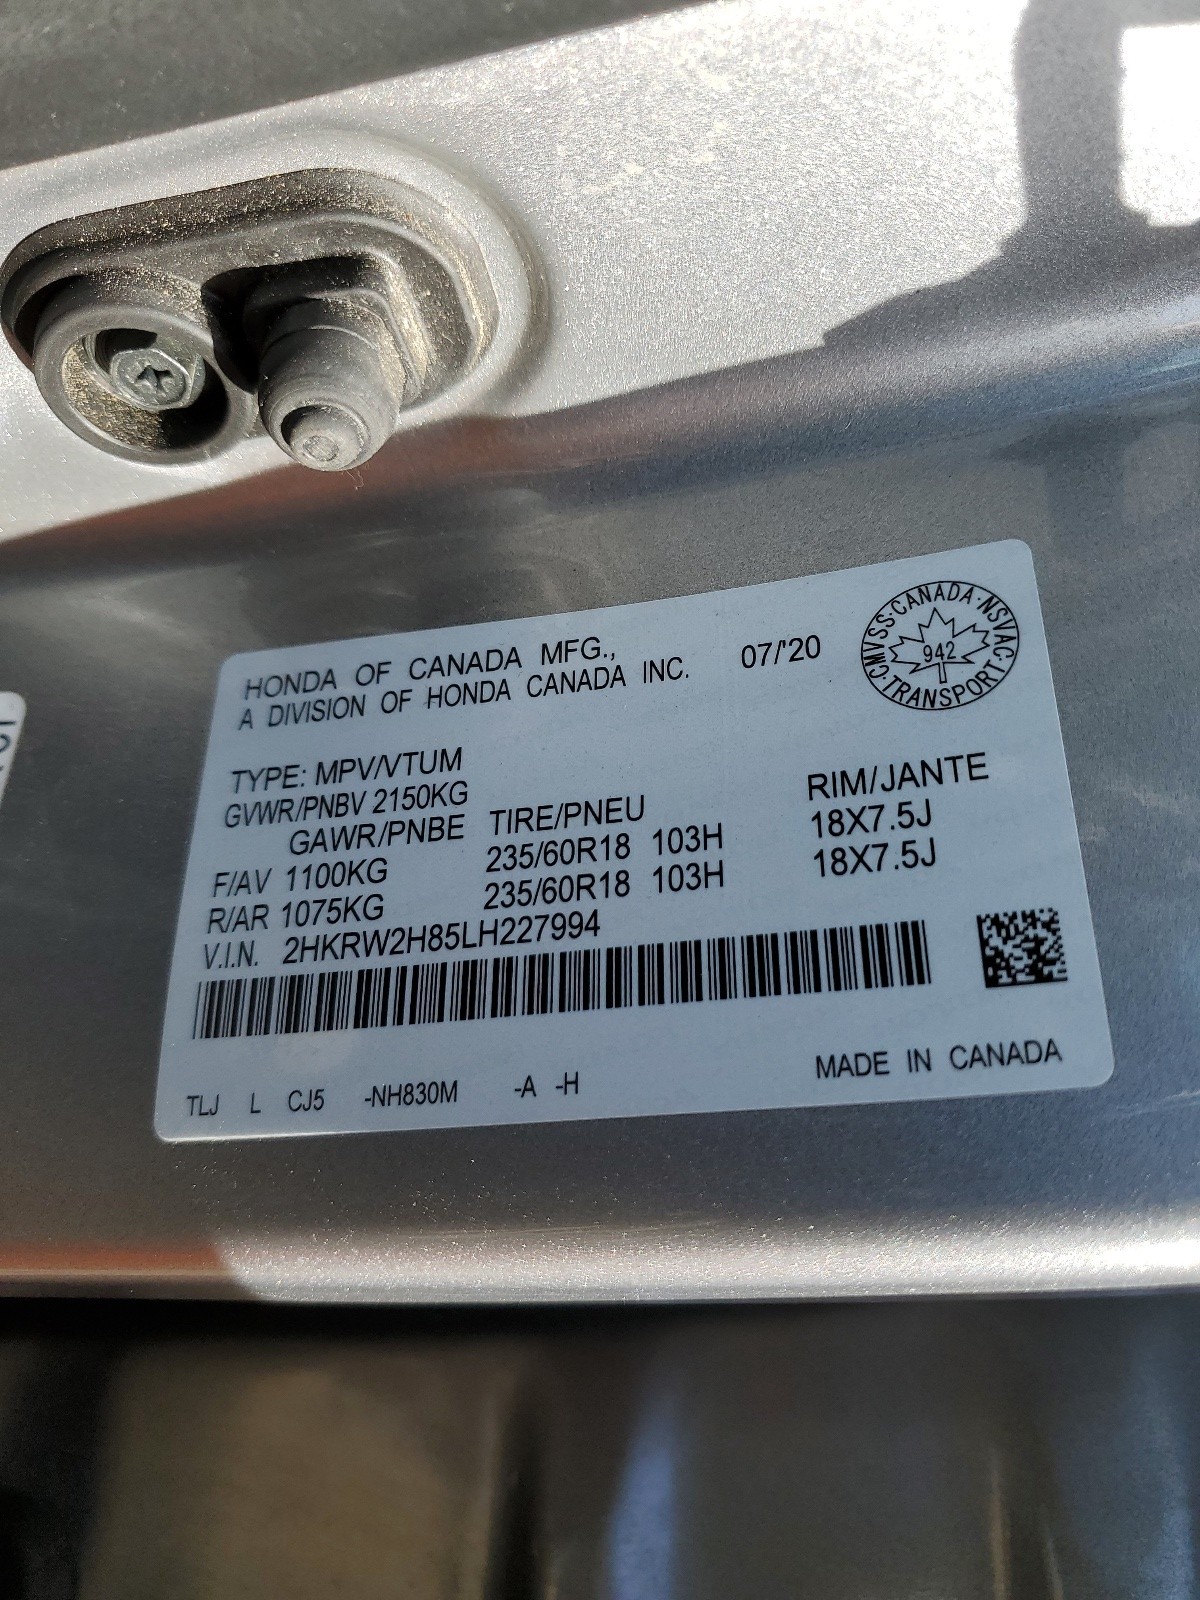 HONDA OF CANADA MFG.,
A DIVISION OF HONDA CANADA INC.
07/'20
CMVSS·CANADA·NSVAC·TRANSPORT·
942
TYPE: MPV/VTUM
GVWR/PNBV 2150KG
GAWR/PNBE TIRE/PNEU RIM/JANTE
F/AV 1100KG 235/60R18 103H 18X7.5J
R/AR 1075KG 235/60R18 103H 18X7.5J
V.I.N. 2HKRW2H85LH227994
TLJ L CJ5 -NH830M -A -H
MADE IN CANADA